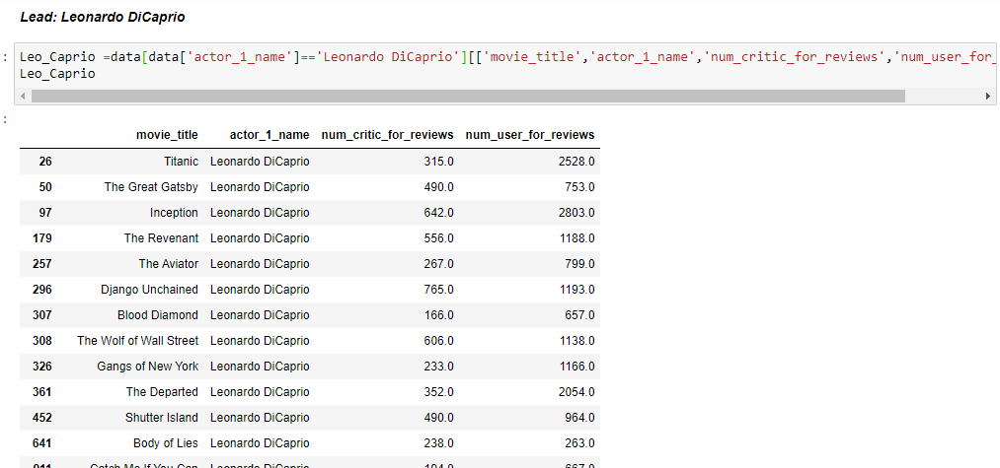 Lead: Leonardo DiCaprio
: Leo_Caprio =data[data['actor_1_name']=='Leonardo DiCaprio'][['movie_title','actor_1_name','num_critic_for_reviews','num_user_for_
Leo_Caprio
:
movie_title actor_1_name num_critic_for_reviews num_user_for_reviews
26 Titanic Leonardo DiCaprio 315.0 2528.0
50 The Great Gatsby Leonardo DiCaprio 490.0 753.0
97 Inception Leonardo DiCaprio 642.0 2803.0
179 The Revenant Leonardo DiCaprio 556.0 1188.0
257 The Aviator Leonardo DiCaprio 267.0 799.0
296 Django Unchained Leonardo DiCaprio 765.0 1193.0
307 Blood Diamond Leonardo DiCaprio 166.0 657.0
308 The Wolf of Wall Street Leonardo DiCaprio 606.0 1138.0
326 Gangs of New York Leonardo DiCaprio 233.0 1166.0
361 The Departed Leonardo DiCaprio 352.0 2054.0
452 Shutter Island Leonardo DiCaprio 490.0 964.0
641 Body of Lies Leonardo DiCaprio 238.0 263.0
911 Catch Me If You Can Leonardo DiCaprio 194.0 667.0